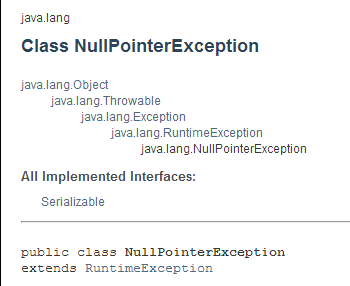 java.lang
Class NullPointerException
java.lang.Object
java.lang.Throwable
java.lang.Exception
java.lang.RuntimeException
java.lang.NullPointerException
All Implemented Interfaces:
Serializable
public class NullPointerException
extends RuntimeException